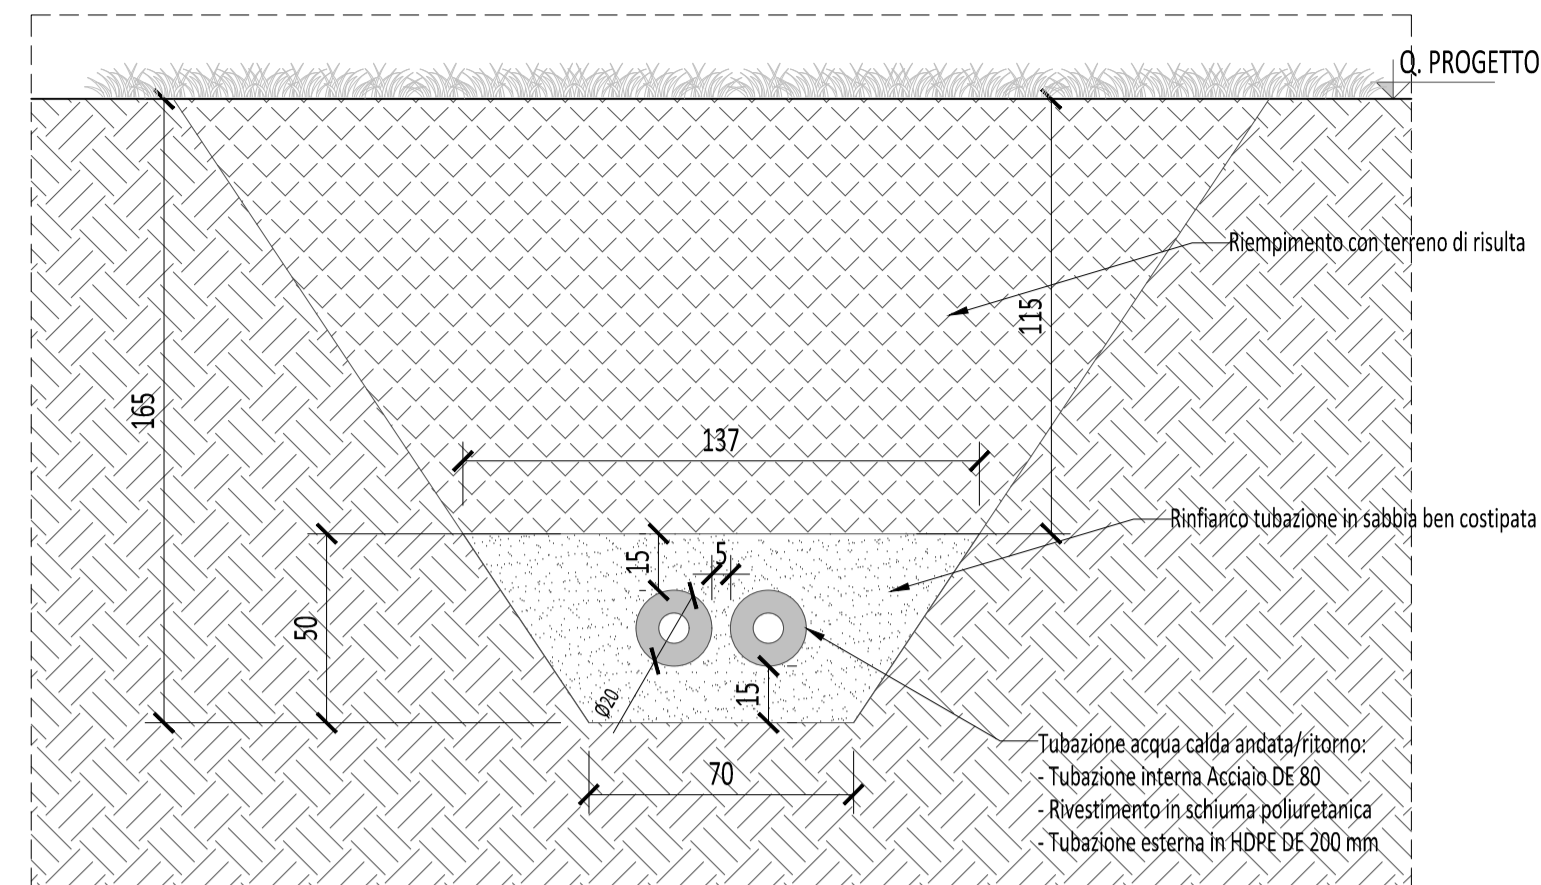 Q. PROGETTO
Riempimento con terreno di risulta
115
165
137
Rinfianco tubazione in sabbia ben costipata
15
5
50
15
Ø20
Tubazione acqua calda andata/ritorno:
- Tubazione interna Acciaio DE 80
- Rivestimento in schiuma poliuretanica
- Tubazione esterna in HDPE DE 200 mm
70